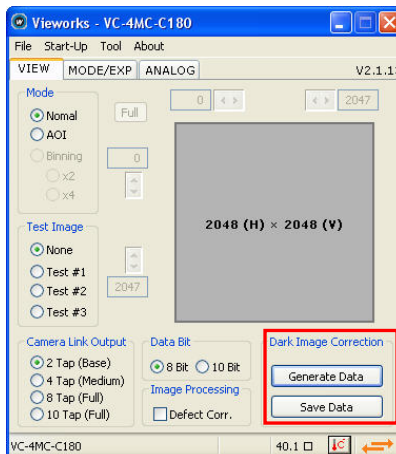 Vieworks - VC-4MC-C180
File Start-Up Tool About
VIEW MODE/EXP ANALOG V2.1.1
Mode
Nomal
Full
0
2047
AOI
Binning
0
x2
x4
2048 (H) × 2048 (V)
Test Image
None
Test #1
Test #2
2047
Test #3
Camera Link Output
Data Bit
Dark Image Correction
2 Tap (Base)
8 Bit 10 Bit
Generate Data
4 Tap (Medium)
Image Processing
8 Tap (Full)
Save Data
10 Tap (Full)
Defect Corr.
VC-4MC-C180
40.1 □